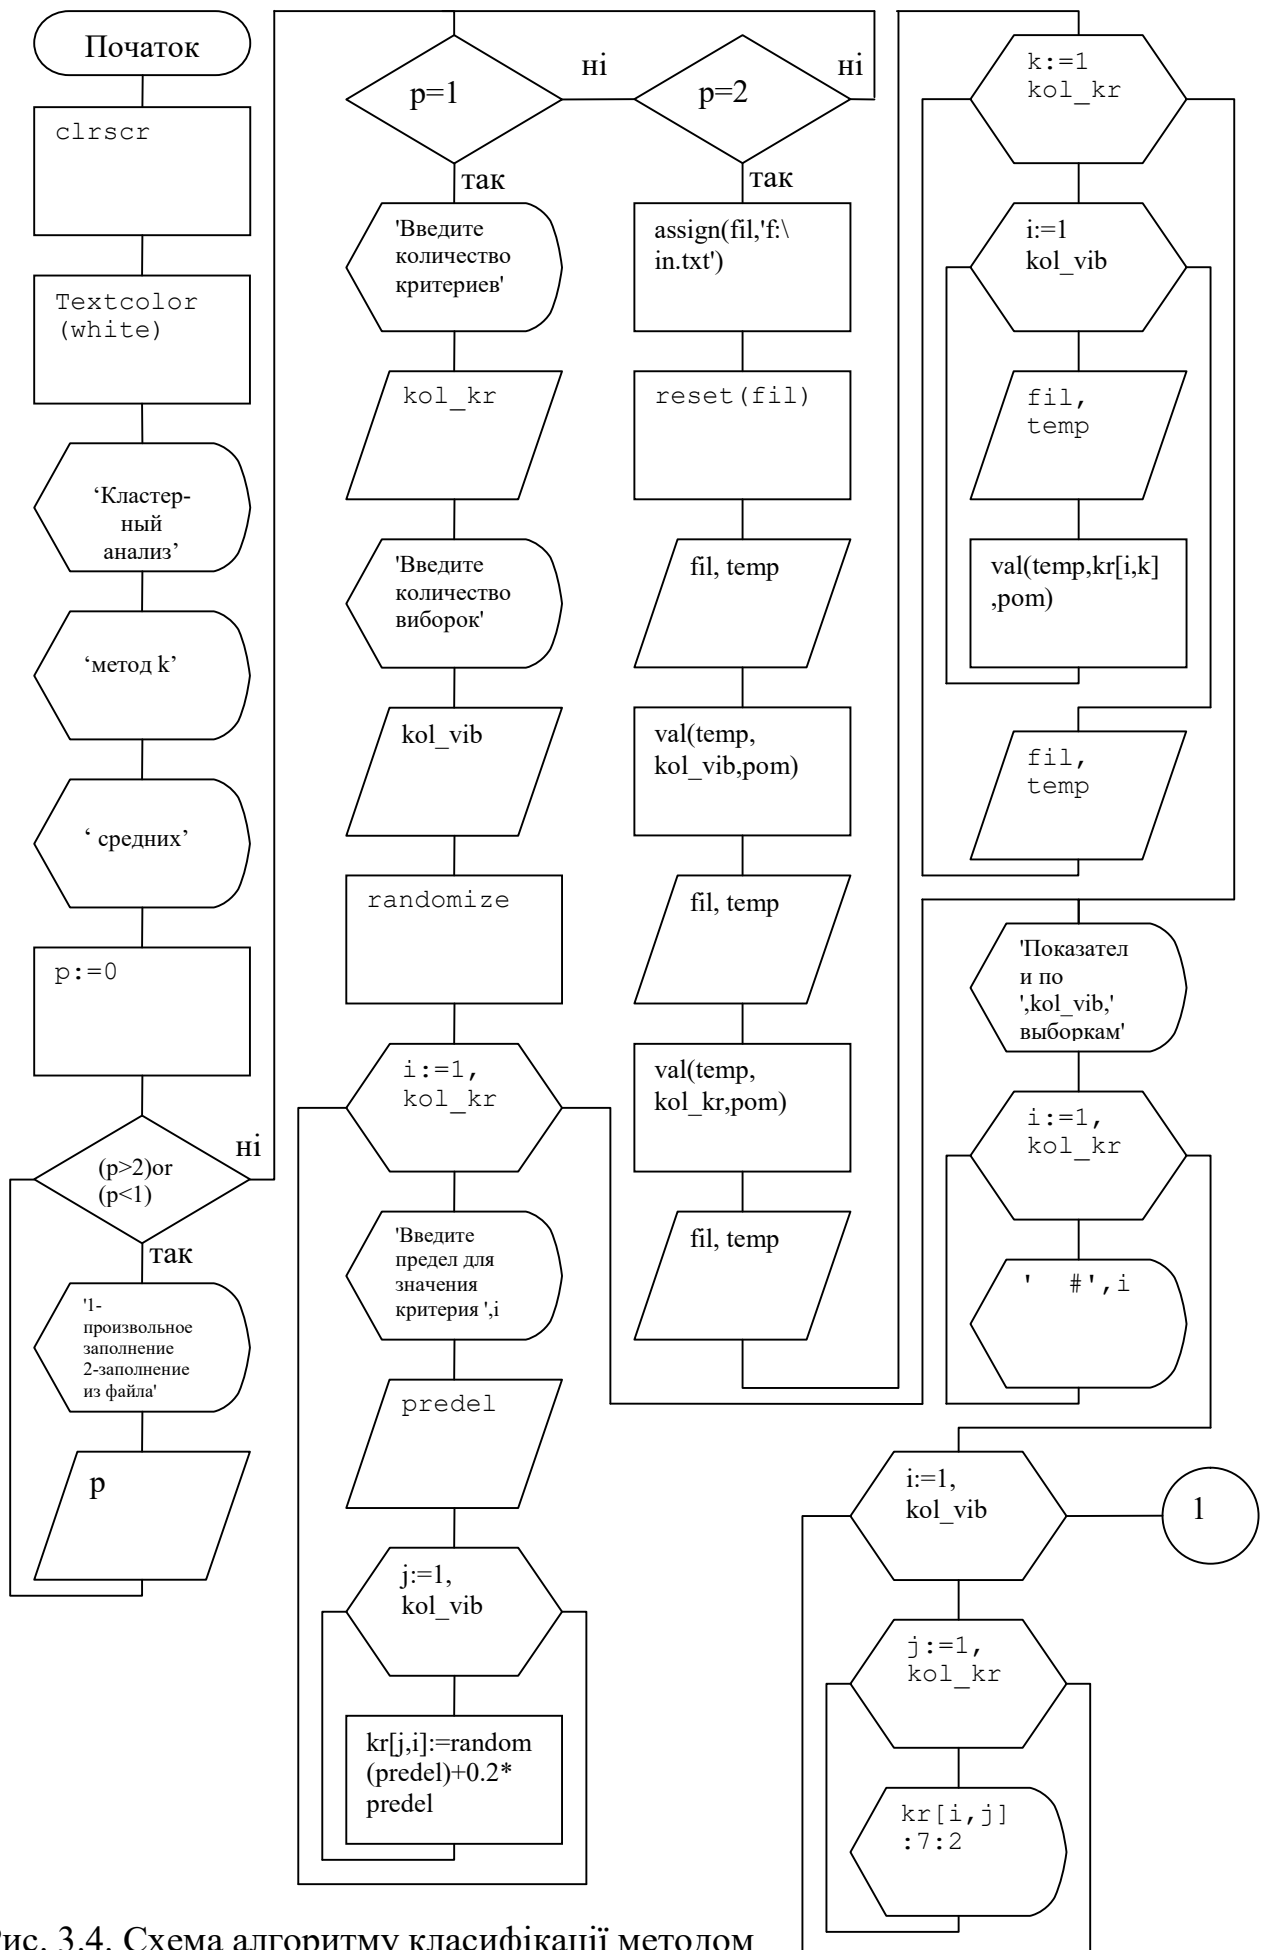 Початок
clrscr
Textcolor
(white)
‘Кластер-
ный
анализ’
‘метод k’
‘ средних’
p:=0
(p>2)or
(p<1)
ні
так
'1-
произвольное
заполнение
2-заполнение
из файла'
p
p=1
ні
так
'Введите
количество
критериев'
kol_kr
'Введите
количество
виборок'
kol_vib
randomize
i:=1,
kol_kr
'Введите
предел для
значения
критерия ',i
predel
j:=1,
kol_vib
kr[j,i]:=random
(predel)+0.2*
predel
p=2
ні
так
assign(fil,'f:\
in.txt')
reset(fil)
fil, temp
val(temp,
kol_vib,pom)
fil, temp
val(temp,
kol_kr,pom)
fil, temp
k:=1
kol_kr
i:=1
kol_vib
fil,
temp
val(temp,kr[i,k]
,pom)
fil,
temp
'Показател
и по
',kol_vib,'
выборкам'
i:=1,
kol_kr
'  #',i
i:=1,
kol_vib
1
j:=1,
kol_kr
kr[i,j]
:7:2
Рис. 3.4. Схема алгоритму класифікації методом